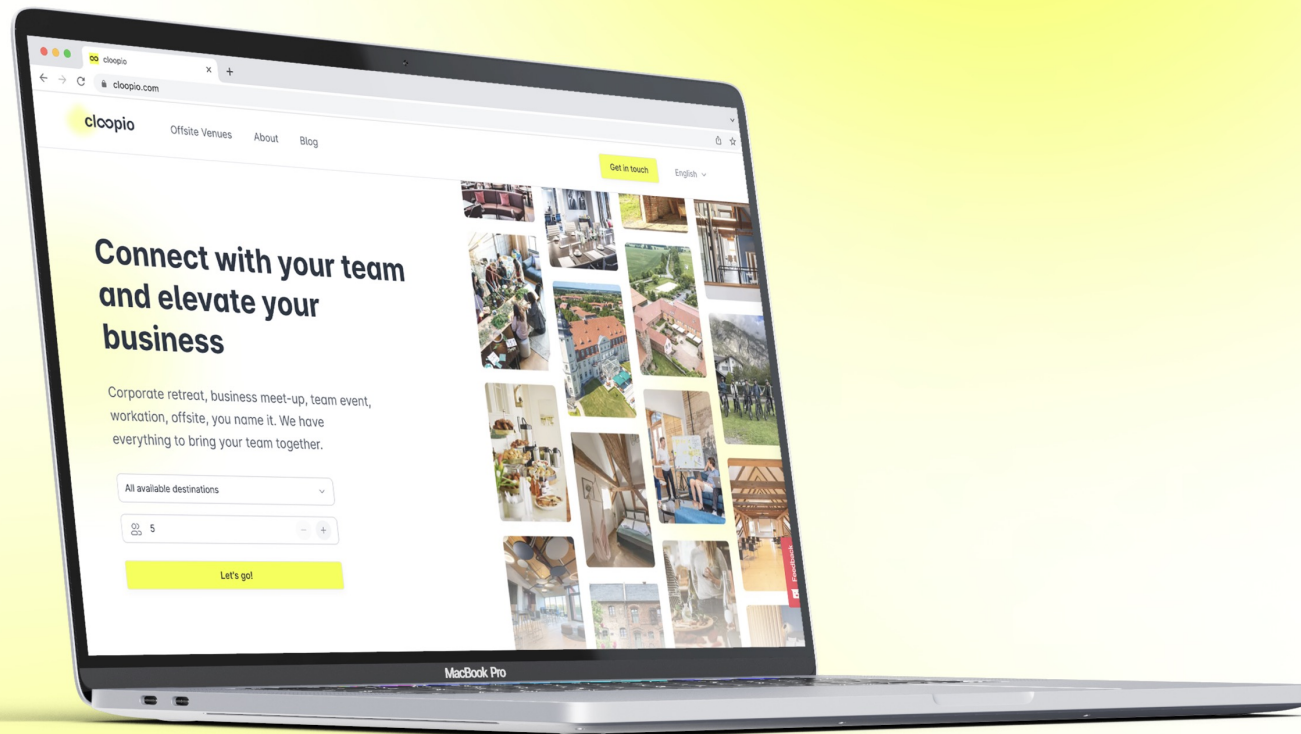 cloopio
cloopio.com
cloopio
Offsite Venues
About
Blog
Get in touch
English
Connect with your team
and elevate your
business
Corporate retreat, business meet-up, team event,
workation, offsite, you name it. We have
everything to bring your team together.
All available destinations
5
Let's go!
Feedback
MacBook Pro